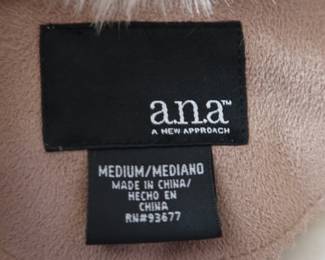 a.n.a™
A NEW APPROACH
MEDIUM/MEDIANO
MADE IN CHINA/
HECHO EN
CHINA
RN#93677